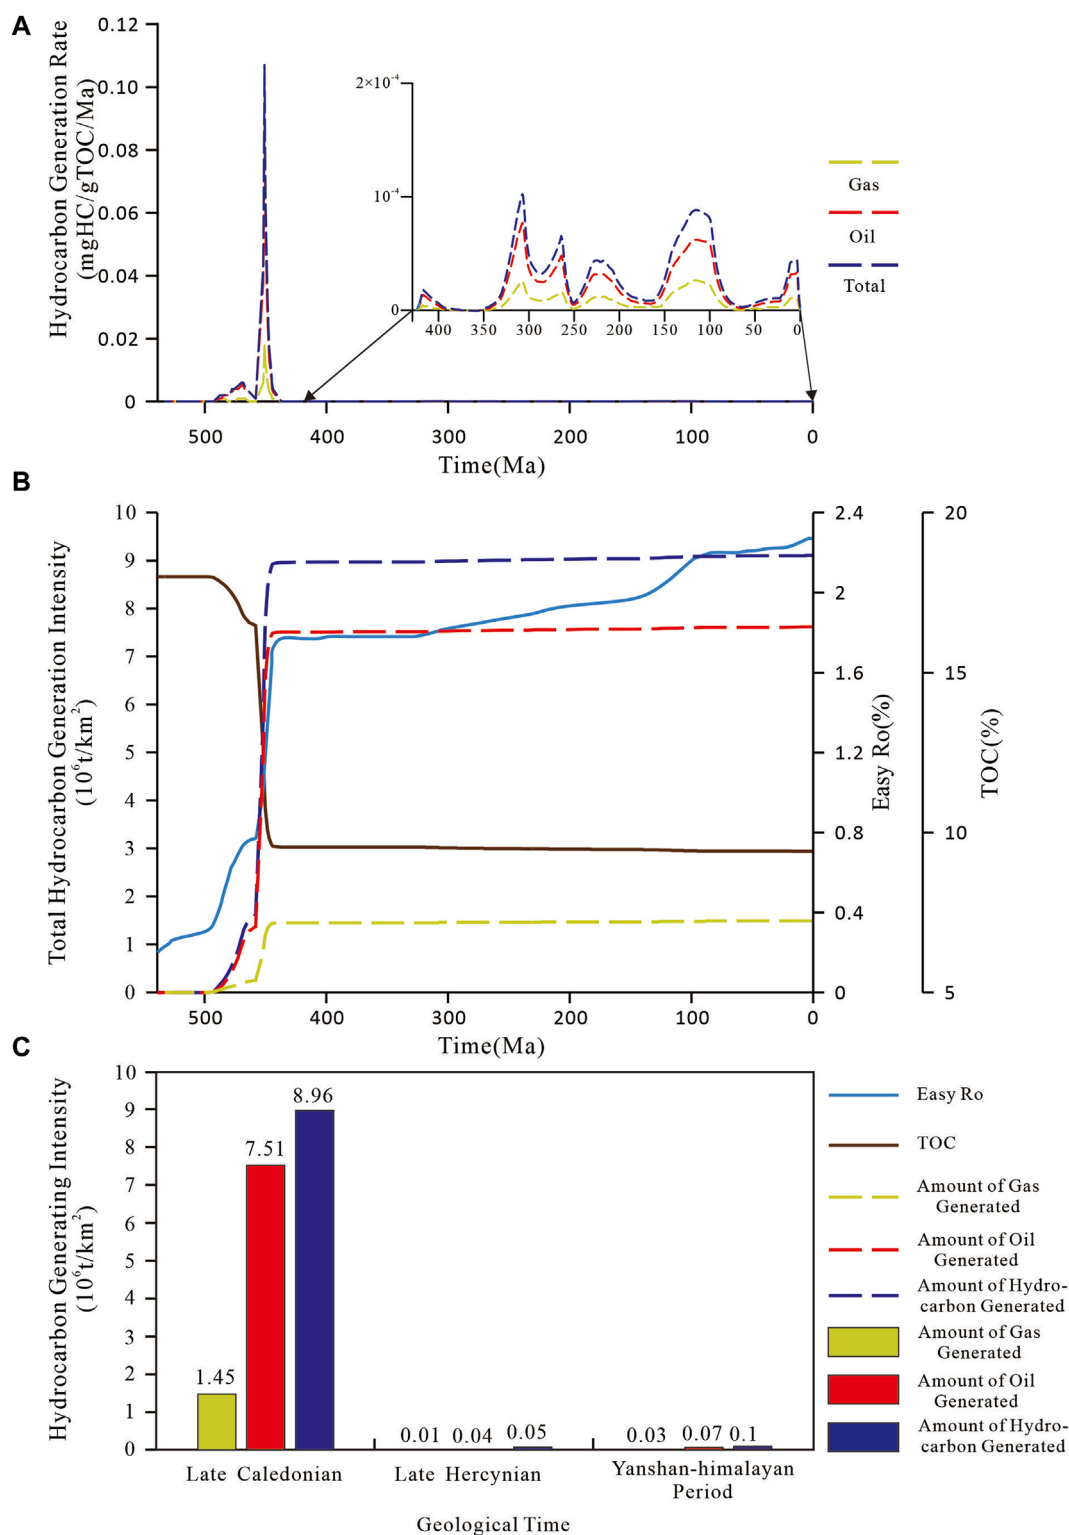 A
Hydrocarbon Generation Rate
(mgHC/gTOC/Ma)
0.12
0.10
0.08
0.06
0.04
0.02
0
2×10⁻⁴
10⁻⁴
0
400 350 300 250 200 150 100 50 0
Gas
Oil
Total
500 400 300 200 100 0
Time(Ma)
B
Total Hydrocarbon Generation Intensity
(10⁶t/km²)
10
9
8
7
6
5
4
3
2
1
0
2.4
2
1.6
1.2
0.8
0.4
0
Easy Ro(%)
20
15
10
5
TOC(%)
500 400 300 200 100 0
Time(Ma)
C
Hydrocarbon Generating Intensity
(10⁶t/km²)
10
9
8
7
6
5
4
3
2
1
0
1.45 7.51 8.96
0.01 0.04 0.05
0.03 0.07 0.1
Late Caledonian
Late Hercynian
Yanshan-himalayan
Period
Geological Time
Easy Ro
TOC
Amount of Gas
Generated
Amount of Oil
Generated
Amount of Hydro-
carbon Generated
Amount of Gas
Generated
Amount of Oil
Generated
Amount of Hydro-
carbon Generated